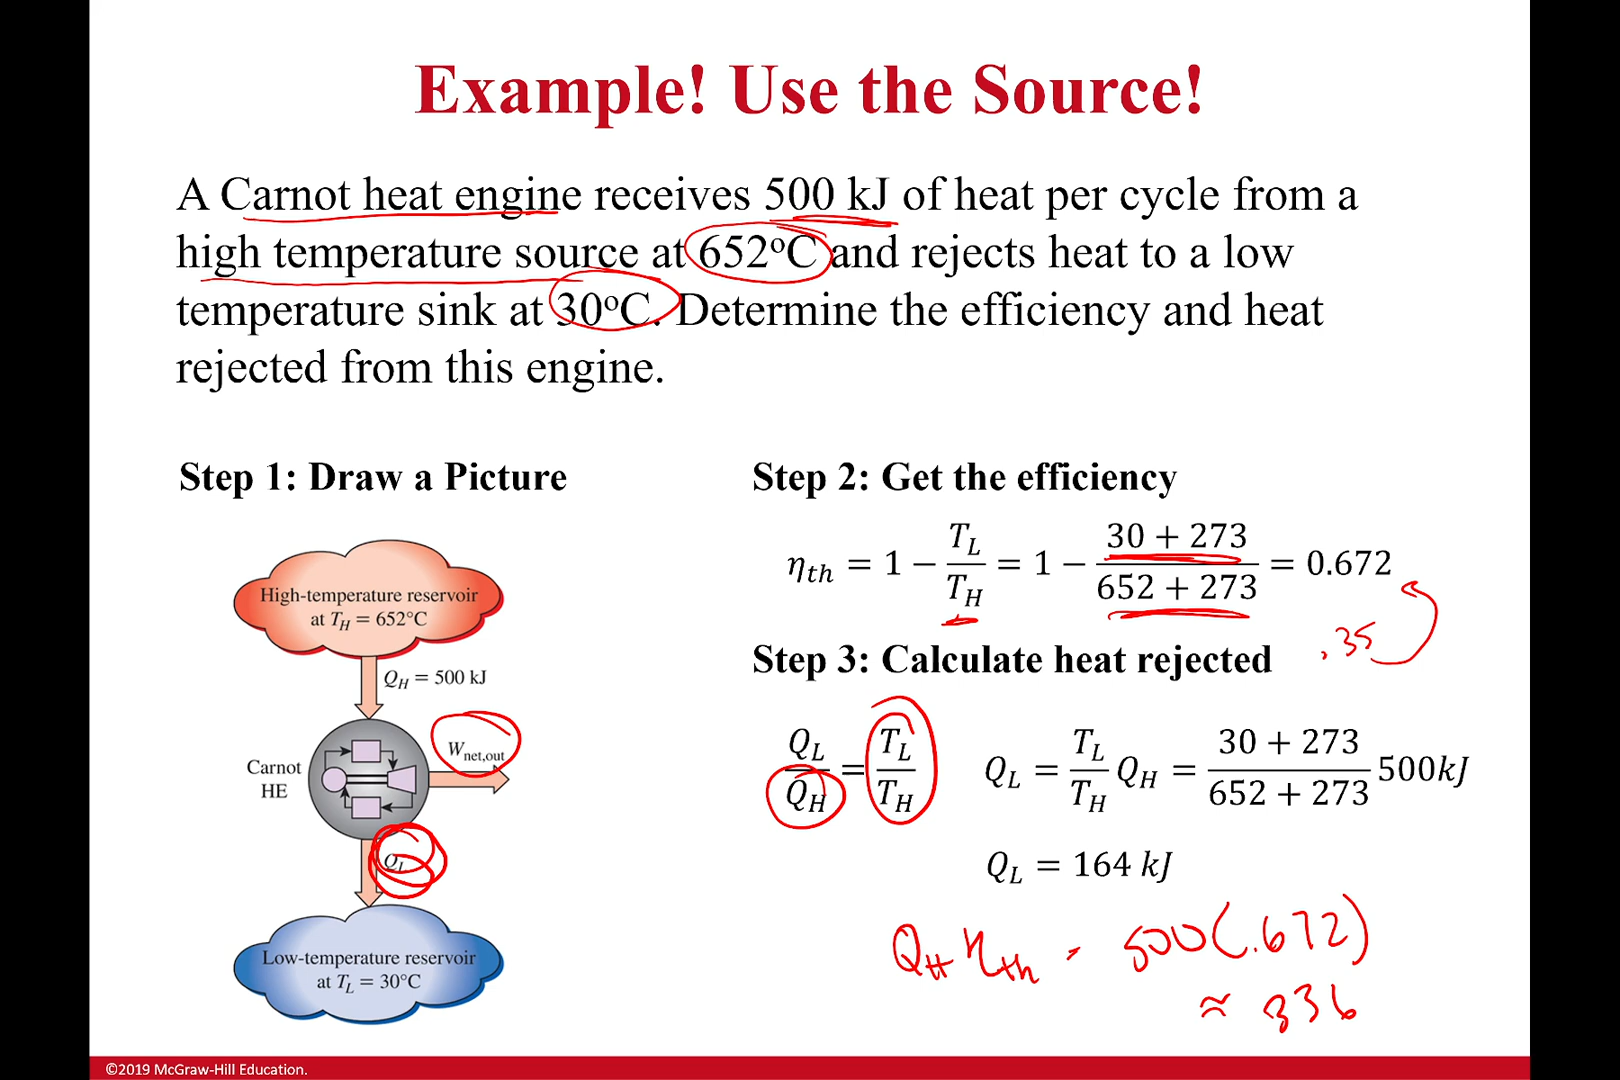 Example! Use the Source!
A Carnot heat engine receives 500 kJ of heat per cycle from a
high temperature source at 652°C and rejects heat to a low
temperature sink at 30°C. Determine the efficiency and heat
rejected from this engine.
Step 1: Draw a Picture
High-temperature reservoir
at T_H = 652°C
Q_H = 500 kJ
W_net,out
Carnot
HE
Q_L
Low-temperature reservoir
at T_L = 30°C
Step 2: Get the efficiency
η_th = 1 − T_L/T_H = 1 − (30 + 273)/(652 + 273) = 0.672
.35
Step 3: Calculate heat rejected
Q_L/Q_H = T_L/T_H
Q_L = T_L/T_H Q_H = (30 + 273)/(652 + 273) 500kJ
Q_L = 164 kJ
Q_H η_th = 500(.672)
≈ 336
©2019 McGraw-Hill Education.